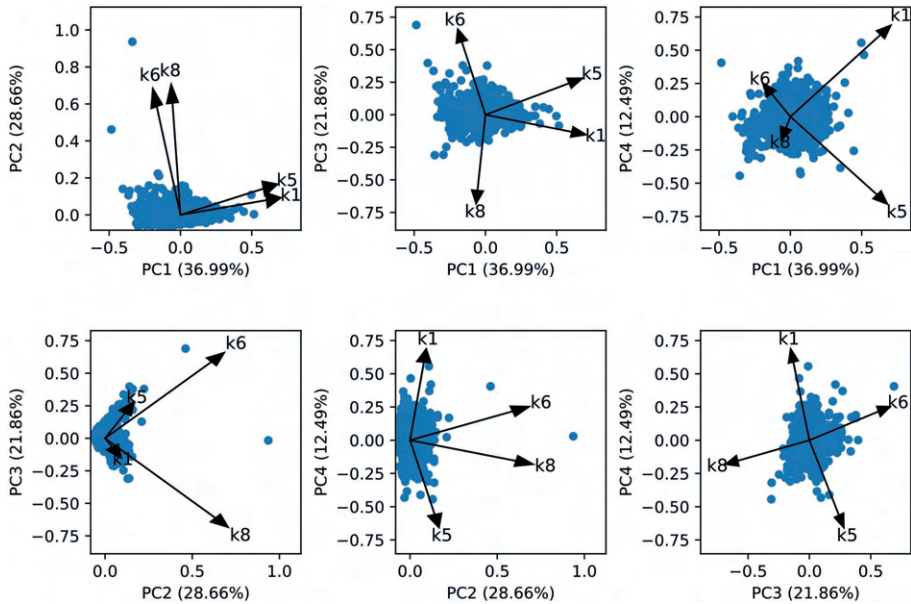 1.0
0.8
0.6
0.4
0.2
0.0
PC2 (28.66%)
k6
k8
k5
k1
−0.5
0.0
0.5
PC1 (36.99%)
0.75
0.50
0.25
0.00
−0.25
−0.50
−0.75
PC3 (21.86%)
k6
k5
k1
k8
−0.5
0.0
0.5
PC1 (36.99%)
0.75
0.50
0.25
0.00
−0.25
−0.50
−0.75
PC4 (12.49%)
k1
k6
k8
k5
−0.5
0.0
0.5
PC1 (36.99%)
0.75
0.50
0.25
0.00
−0.25
−0.50
−0.75
PC3 (21.86%)
k6
k5
k1
k8
0.0
0.5
1.0
PC2 (28.66%)
0.75
0.50
0.25
0.00
−0.25
−0.50
−0.75
PC4 (12.49%)
k1
k6
k8
k5
0.0
0.5
1.0
PC2 (28.66%)
0.75
0.50
0.25
0.00
−0.25
−0.50
−0.75
PC4 (12.49%)
k1
k6
k8
k5
−0.5
0.0
0.5
PC3 (21.86%)